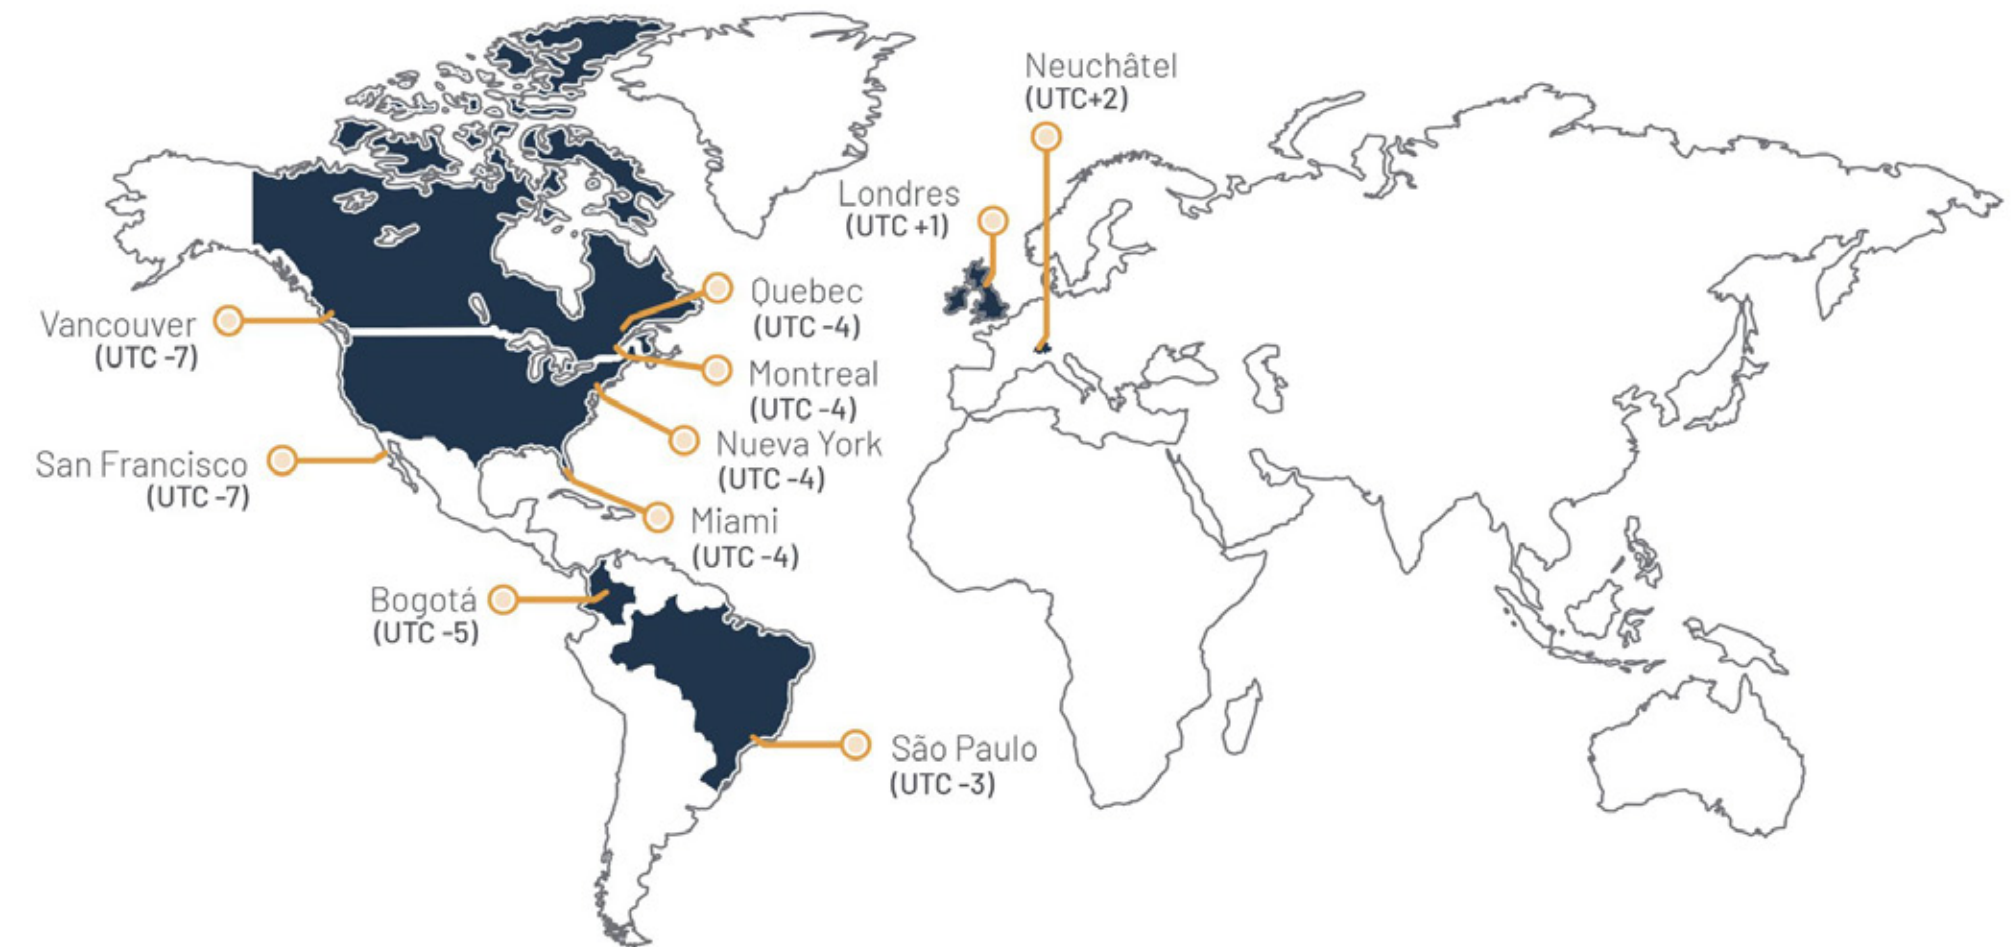 Neuchâtel
(UTC+2)
Londres
(UTC +1)
Quebec
(UTC -4)
Vancouver
(UTC -7)
Montreal
(UTC -4)
Nueva York
(UTC -4)
San Francisco
(UTC -7)
Miami
(UTC -4)
Bogotá
(UTC -5)
São Paulo
(UTC -3)